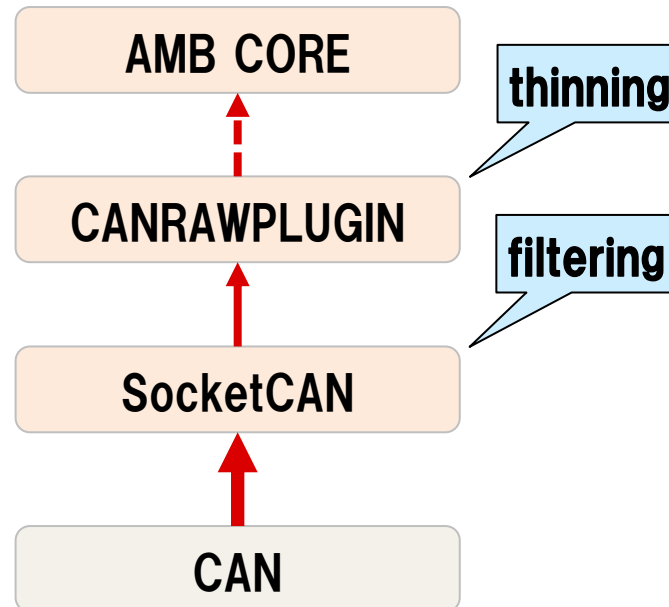 AMB CORE
thinning
CANRAWPLUGIN
filtering
SocketCAN
CAN